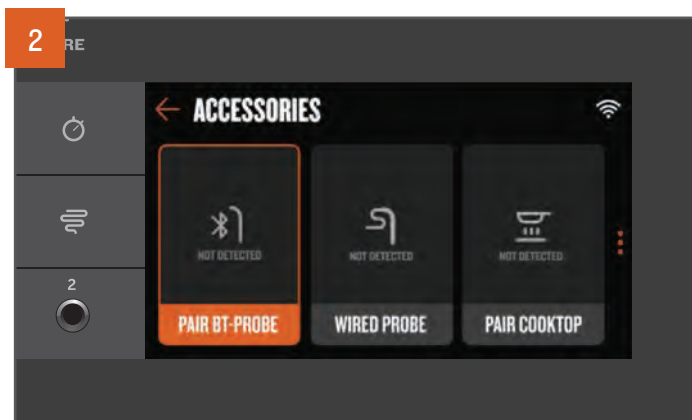 2
RE
ACCESSORIES
NOT DETECTED
NOT DETECTED
NOT DETECTED
2
PAIR BT-PROBE
WIRED PROBE
PAIR COOKTOP